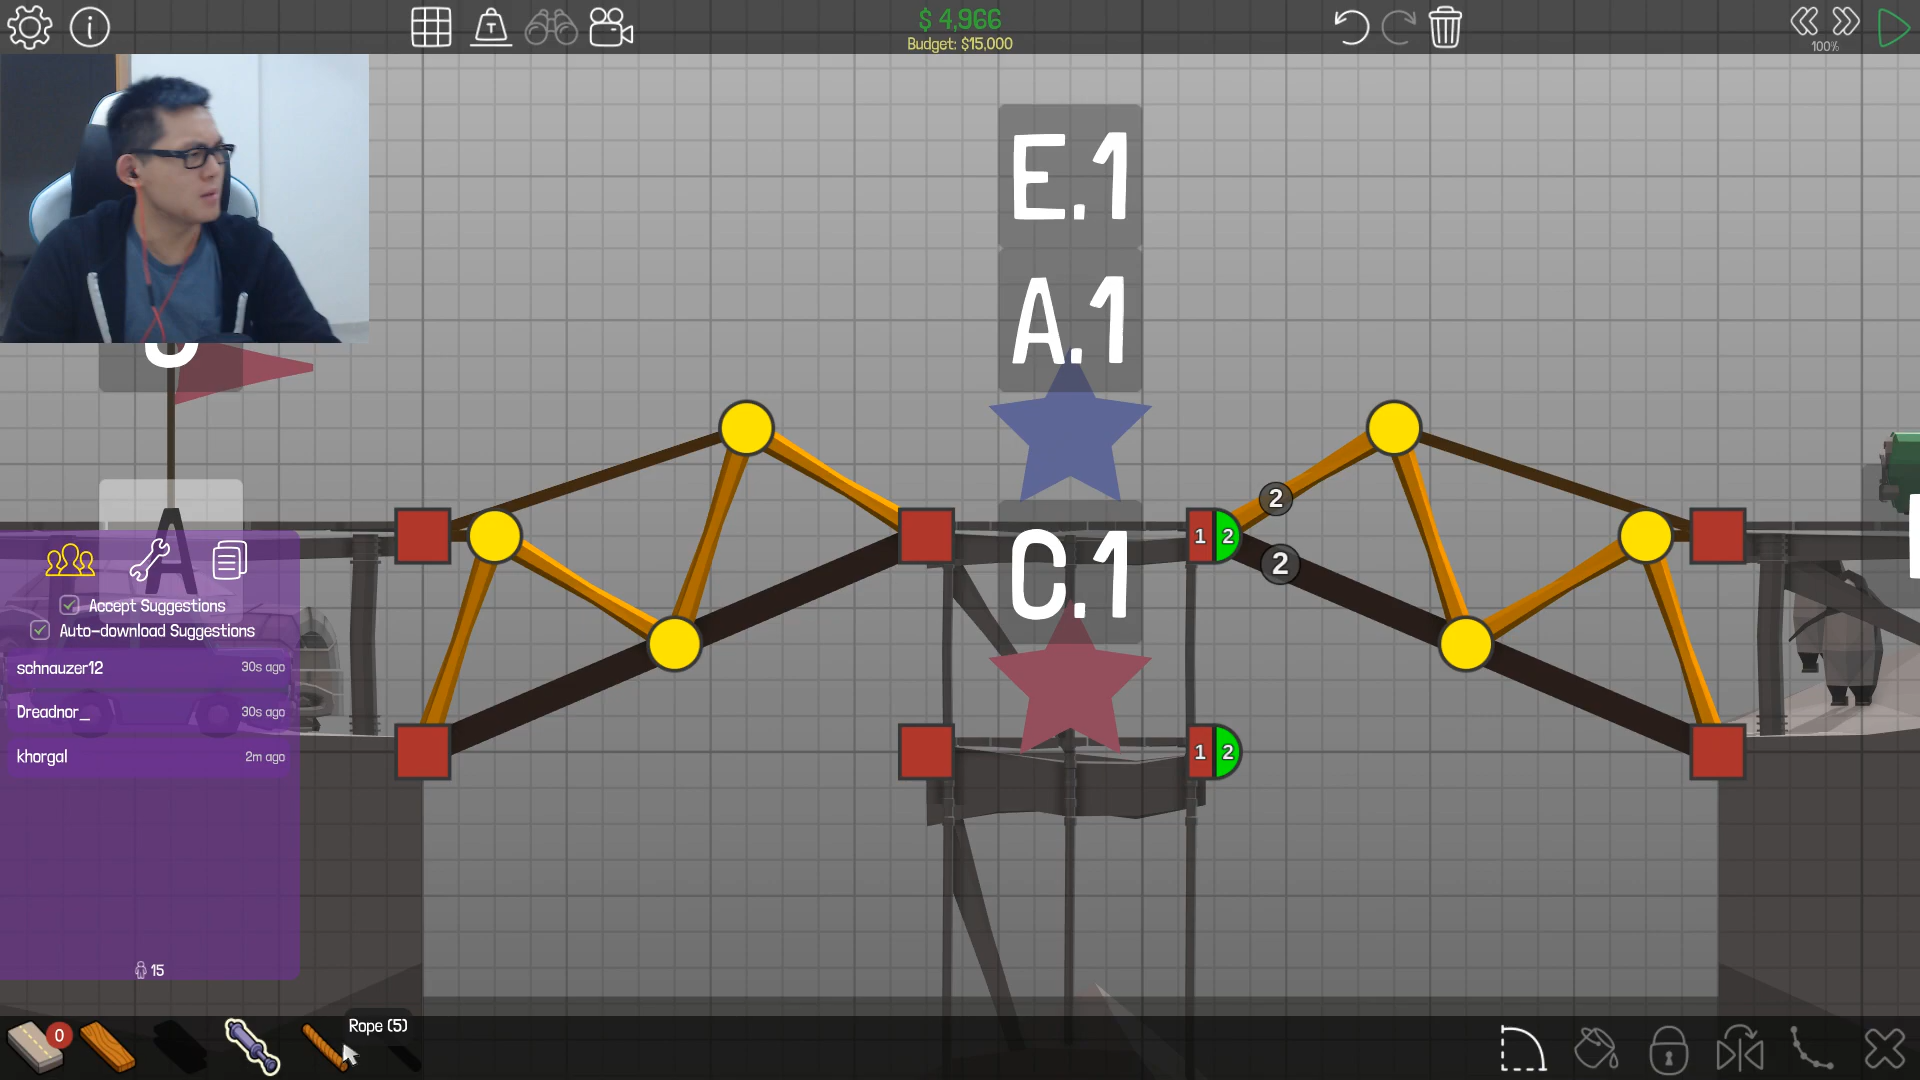 $ 4,966
Budget: $15,000
100%
E.1
A.1
C.1
A
2
1 2
2
1 2
Accept Suggestions
Auto-download Suggestions
schnauzer12 30s ago
Dreadnor_ 30s ago
khorgal 2m ago
15
0
Rope (5)